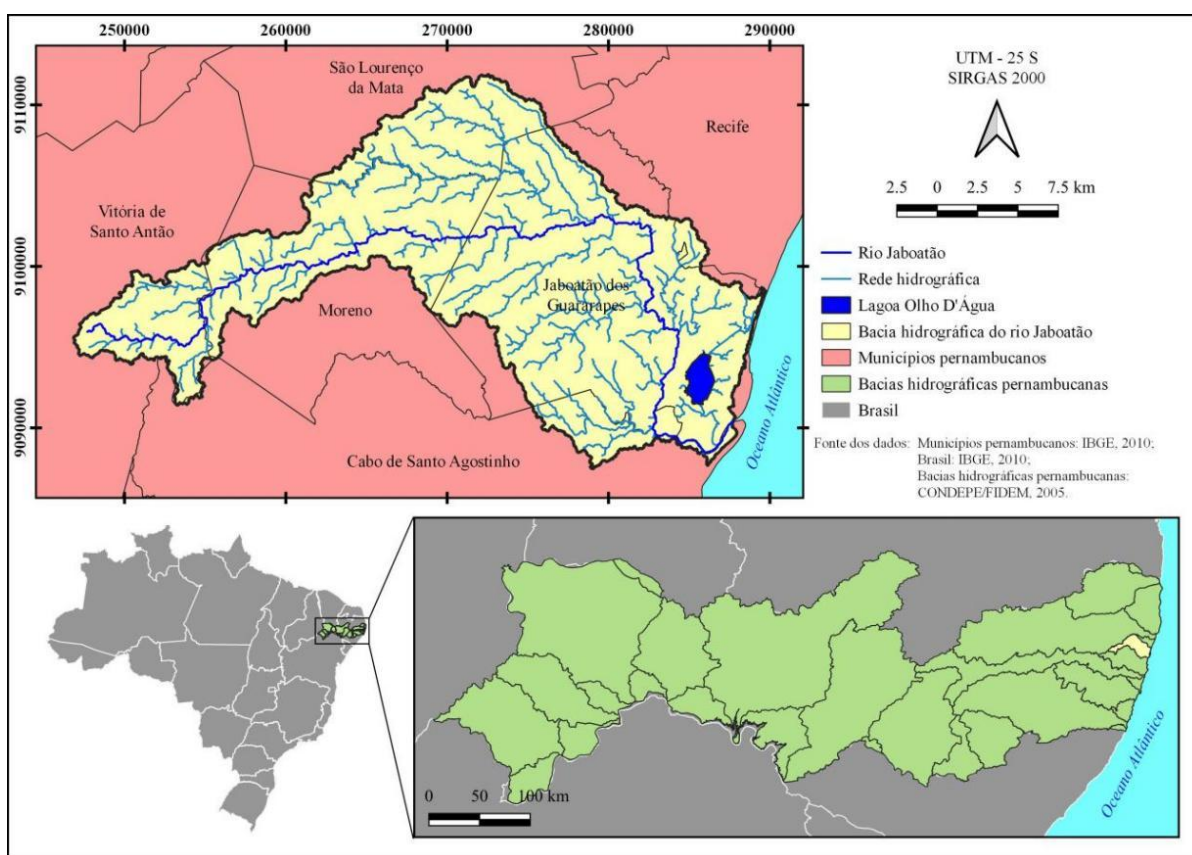 250000 260000 270000 280000 290000
9110000
9100000
9090000
São Lourenço
da Mata
Recife
Vitória de
Santo Antão
Jaboatão dos
Guararapes
Moreno
Cabo de Santo Agostinho
Oceano Atlântico
UTM - 25 S
SIRGAS 2000
2.5 0 2.5 5 7.5 km
Rio Jaboatão
Rede hidrográfica
Lagoa Olho D'Água
Bacia hidrográfica do rio Jaboatão
Municípios pernambucanos
Bacias hidrográficas pernambucanas
Brasil
Fonte dos dados: Municípios pernambucanos: IBGE, 2010;
Brasil: IBGE, 2010;
Bacias hidrográficas pernambucanas:
CONDEPE/FIDEM, 2005.
0 50 100 km
Oceano Atlântico